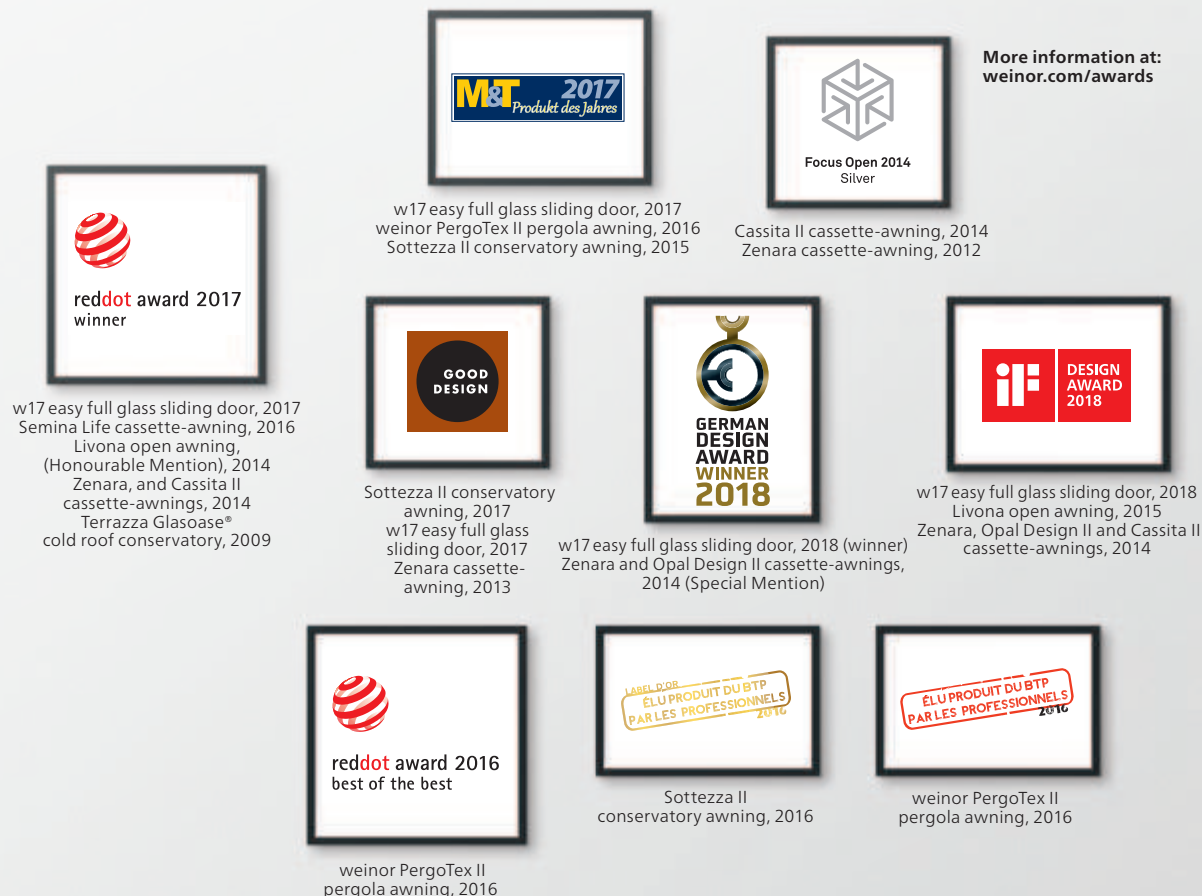 M&T 2017
Produkt des Jahres
w17 easy full glass sliding door, 2017
weinor PergoTex II pergola awning, 2016
Sottezza II conservatory awning, 2015
Focus Open 2014
Silver
Cassita II cassette-awning, 2014
Zenara cassette-awning, 2012
More information at:
weinor.com/awards
reddot award 2017
winner
w17 easy full glass sliding door, 2017
Semina Life cassette-awning, 2016
Livona open awning,
(Honourable Mention), 2014
Zenara, and Cassita II
cassette-awnings, 2014
Terrazza Glasoase®
cold roof conservatory, 2009
GOOD
DESIGN
Sottezza II conservatory
awning, 2017
w17 easy full glass
sliding door, 2017
Zenara cassette-
awning, 2013
GERMAN
DESIGN
AWARD
WINNER
2018
w17 easy full glass sliding door, 2018 (winner)
Zenara and Opal Design II cassette-awnings,
2014 (Special Mention)
iF
DESIGN
AWARD
2018
w17 easy full glass sliding door, 2018
Livona open awning, 2015
Zenara, Opal Design II and Cassita II
cassette-awnings, 2014
reddot award 2016
best of the best
weinor PergoTex II
pergola awning, 2016
LABEL D'OR
ÉLU PRODUIT DU BTP
PAR LES PROFESSIONNELS
2016
Sottezza II
conservatory awning, 2016
ÉLU PRODUIT DU BTP
PAR LES PROFESSIONNELS
2016
weinor PergoTex II
pergola awning, 2016